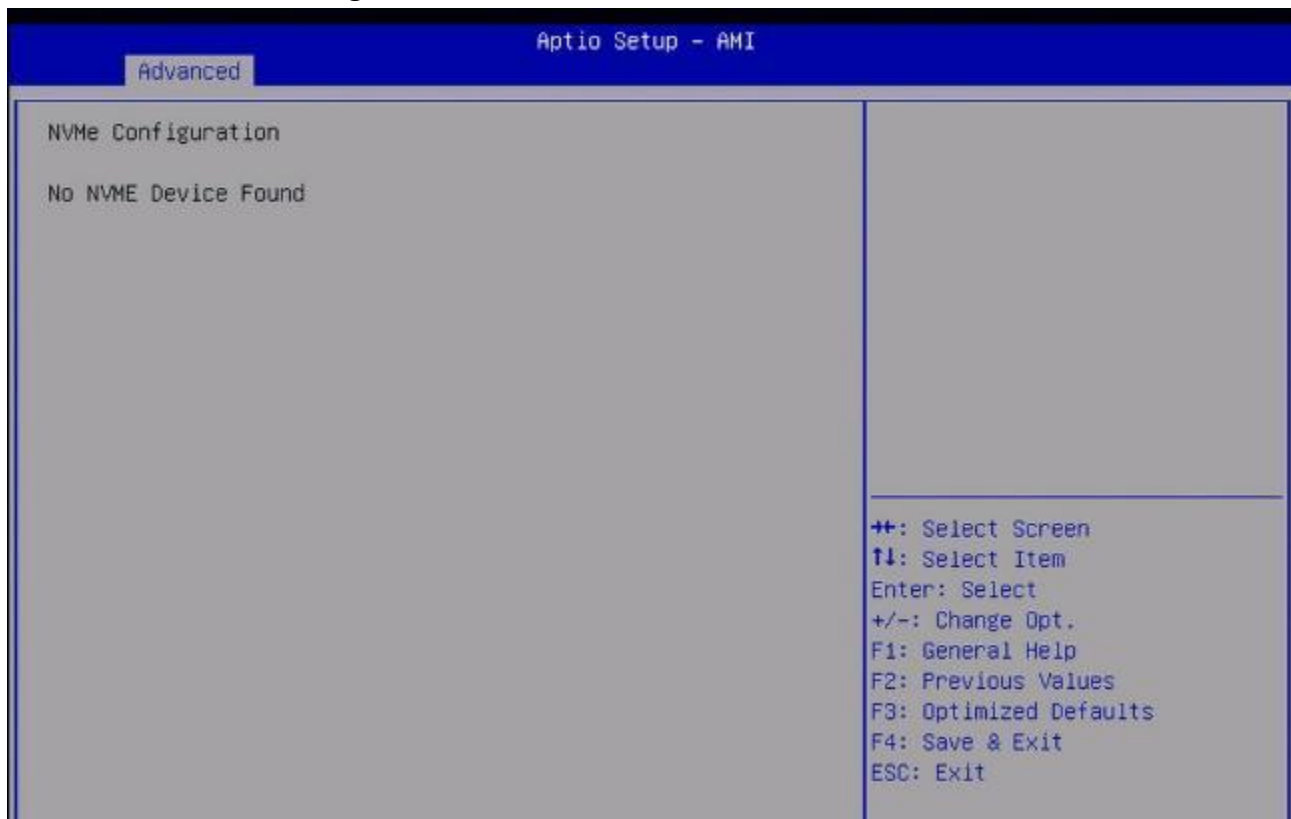 Aptio Setup - AMI
Advanced
NVMe Configuration
No NVME Device Found
→←: Select Screen
↑↓: Select Item
Enter: Select
+/-: Change Opt.
F1: General Help
F2: Previous Values
F3: Optimized Defaults
F4: Save & Exit
ESC: Exit